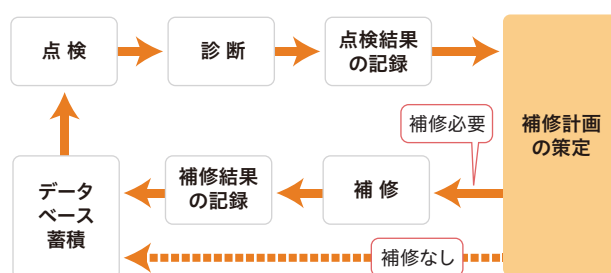 点 検
診 断
点検結果
の記録
補修計画
の策定
補修必要
データ
ベース
蓄積
補修結果
の記録
補 修
補修なし